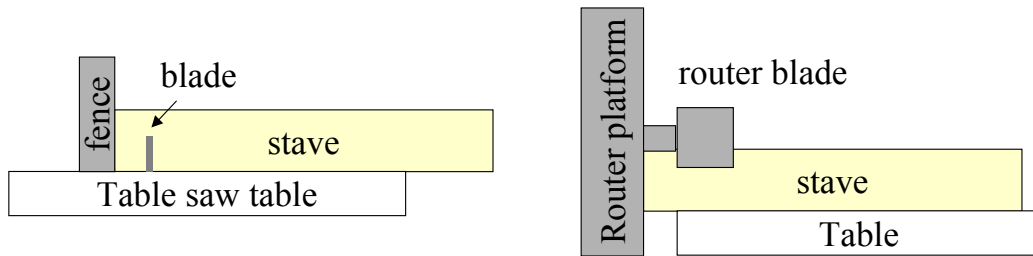 fence
blade
stave
Table saw table
Router platform
router blade
stave
Table